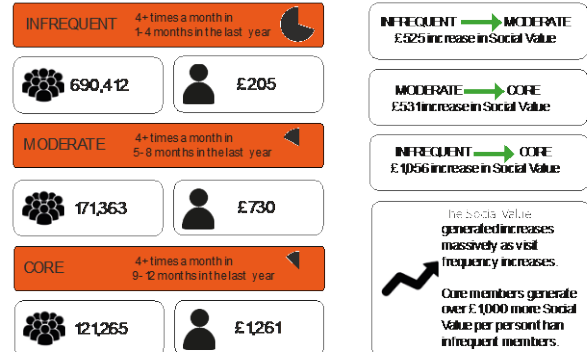 INFREQUENT
4+ times a month in
1-4 months in the last year
690,412
£205
MODERATE
4+ times a month in
5-8 months in the last year
171,363
£730
CORE
4+ times a month in
9-12 months in the last year
121,265
£1,261
INFREQUENT MODERATE
£525 increase in Social Value
MODERATE CORE
£531 increase in Social Value
INFREQUENT CORE
£1,056 increase in Social Value
The Social Value
generated increases
massively as visit
frequency increases.
Core members generate
over £1,000 more Social
Value per person than
infrequent members.